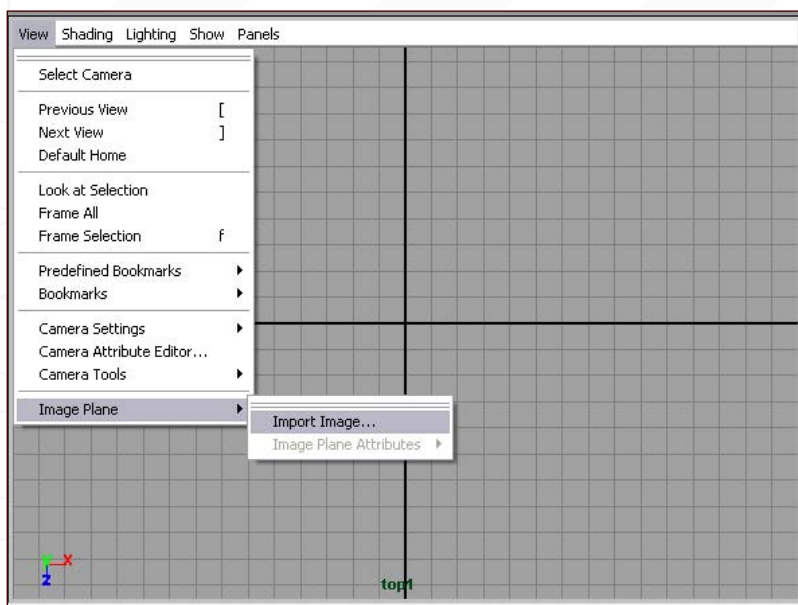 View Shading Lighting Show Panels
Select Camera
Previous View [
Next View ]
Default Home
Look at Selection
Frame All
Frame Selection f
Predefined Bookmarks
Bookmarks
Camera Settings
Camera Attribute Editor...
Camera Tools
Image Plane
Import Image...
Image Plane Attributes
y x
z
top1